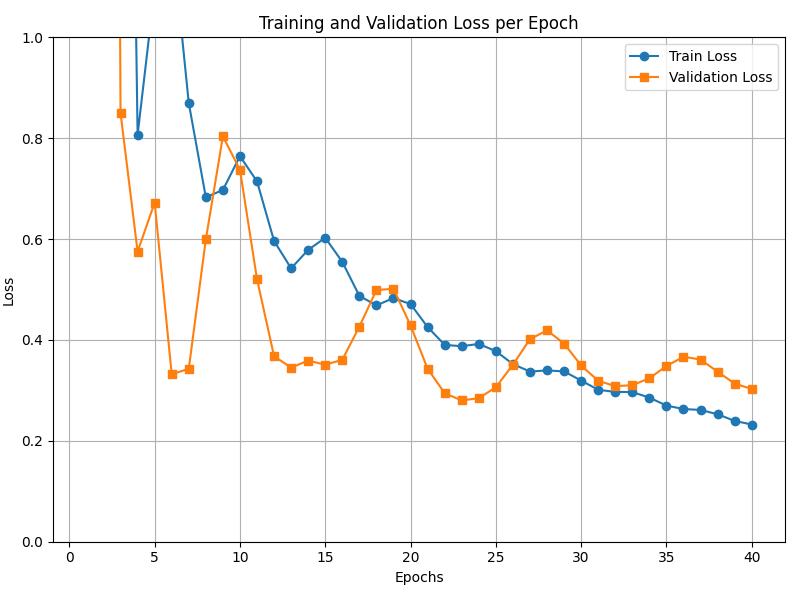 Training and Validation Loss per Epoch
Train Loss
Validation Loss
1.0
0.8
0.6
0.4
0.2
0.0
Loss
0 5 10 15 20 25 30 35 40
Epochs